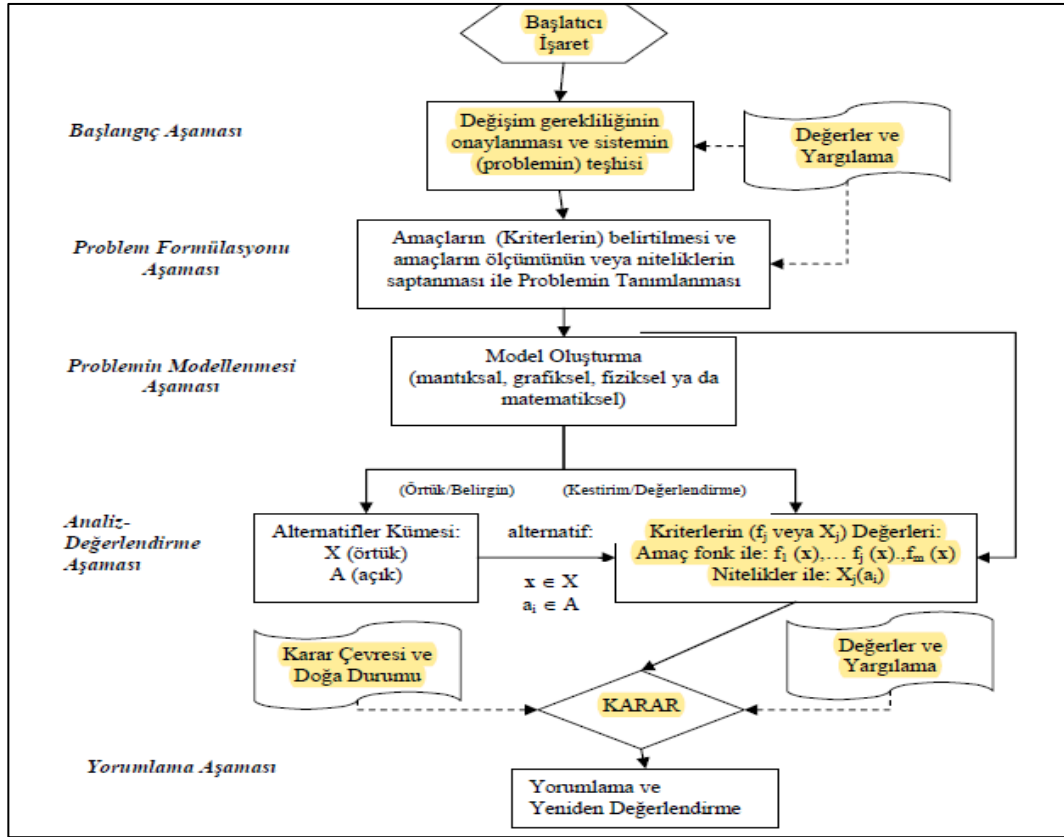 Başlatıcı
İşaret
Başlangıç Aşaması
Değişim gerekliliğinin
onaylanması ve sistemin
(problemin) teşhisi
Değerler ve
Yargılama
Problem Formülasyonu
Aşaması
Amaçların (Kriterlerin) belirtilmesi ve
amaçların ölçümünün veya niteliklerin
saptanması ile Problemin Tanımlanması
Problemin Modellenmesi
Aşaması
Model Oluşturma
(mantıksal, grafiksel, fiziksel ya da
matematiksel)
(Örtük/Belirgin)
(Kestirim/Değerlendirme)
Analiz-
Değerlendirme
Aşaması
Alternatifler Kümesi:
X (örtük)
A (açık)
alternatif:
x ∈ X
aᵢ ∈ A
Kriterlerin (fⱼ veya Xⱼ) Değerleri:
Amaç fonk ile: f₁ (x),... fⱼ (x).,fₘ (x)
Nitelikler ile: Xⱼ(aᵢ)
Karar Çevresi ve
Doğa Durumu
Değerler ve
Yargılama
KARAR
Yorumlama Aşaması
Yorumlama ve
Yeniden Değerlendirme